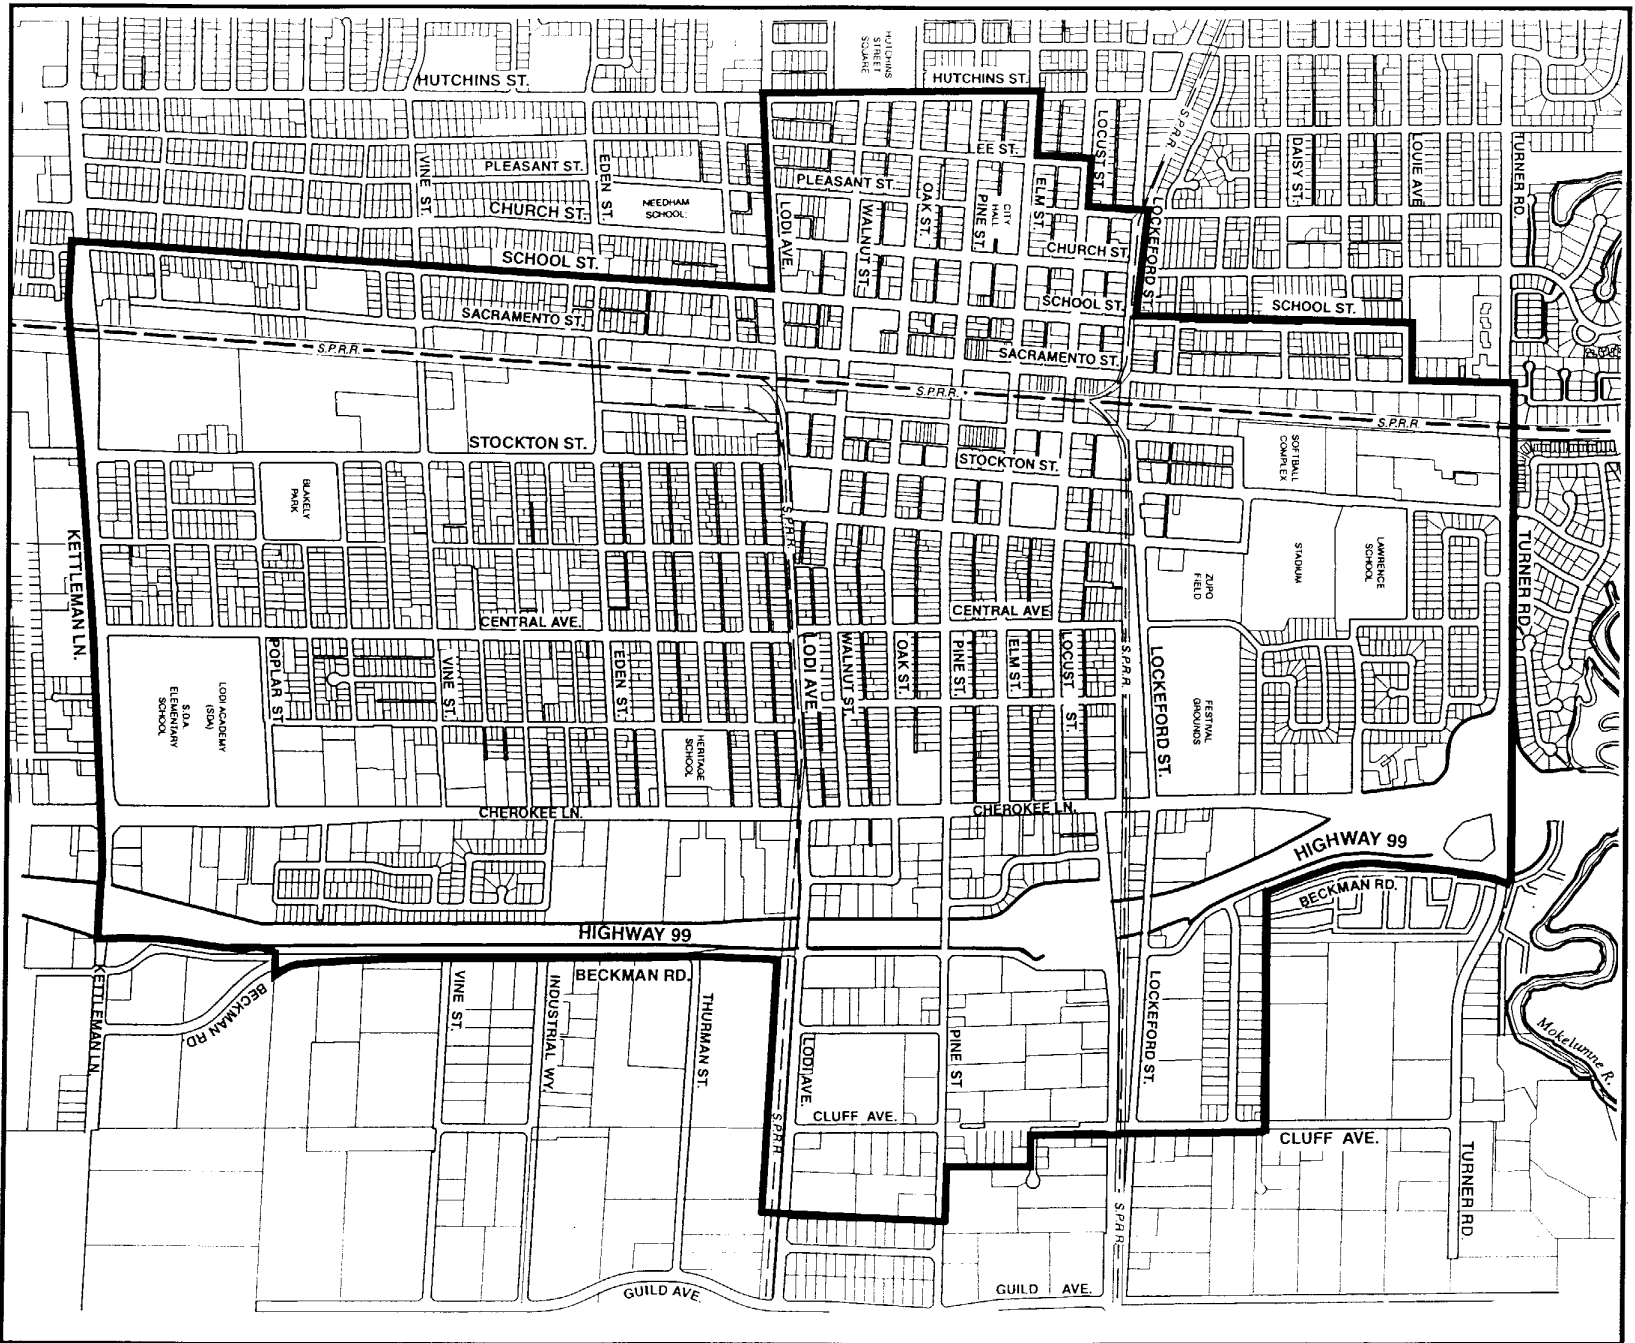 HUTCHINS
STREET
SQUARE
HUTCHINS ST.
HUTCHINS ST.
S.P.R.R.
LOCUST ST.
DAISY ST.
LOUIE AVE
TURNER RD.
EE ST.
VINE ST.
PLEASANT ST.
EDEN ST.
PLEASANT ST.
OAK ST.
PINE ST.
CITY
HALL
ELM ST.
CHURCH ST.
NEEDHAM
SCHOOL
LODI AVE.
WALNUT ST.
CHURCH ST.
LOCKEFORD ST.
SCHOOL ST.
SCHOOL ST.
SCHOOL ST.
SACRAMENTO ST.
SACRAMENTO ST.
S.P.R.R.
S.P.R.R.
S.P.R.R.
STOCKTON ST.
STOCKTON ST.
SOFTBALL
COMPLEX
BLAKELY
PARK
S.P.R.R.
KETTLEMAN LN.
STADIUM
LAWRENCE
SCHOOL
ZUPO
FIELD
TURNER RD.
CENTRAL AVE.
CENTRAL AVE.
POPLAR ST.
VINE ST.
EDEN ST.
LODI AVE.
WALNUT ST.
OAK ST.
PINE ST.
ELM ST.
LOCUST ST.
S.P.R.R.
LOCKEFORD ST.
LODI ACADEMY
(SDA)
S.D.A.
ELEMENTARY
SCHOOL
FESTIVAL
GROUNDS
HERITAGE
SCHOOL
CHEROKEE LN.
CHEROKEE LN.
HIGHWAY 99
BECKMAN RD.
HIGHWAY 99
BECKMAN RD.
KETTLEMAN LN.
BECKMAN RD.
VINE ST.
INDUSTRIAL WY.
THURMAN ST.
LODI AVE.
PINE ST
LOCKEFORD ST.
Mokelumne R.
CLUFF AVE.
CLUFF AVE.
S.P.R.R.
TURNER RD.
S.P.R.R.
GUILD AVE.
GUILD AVE.